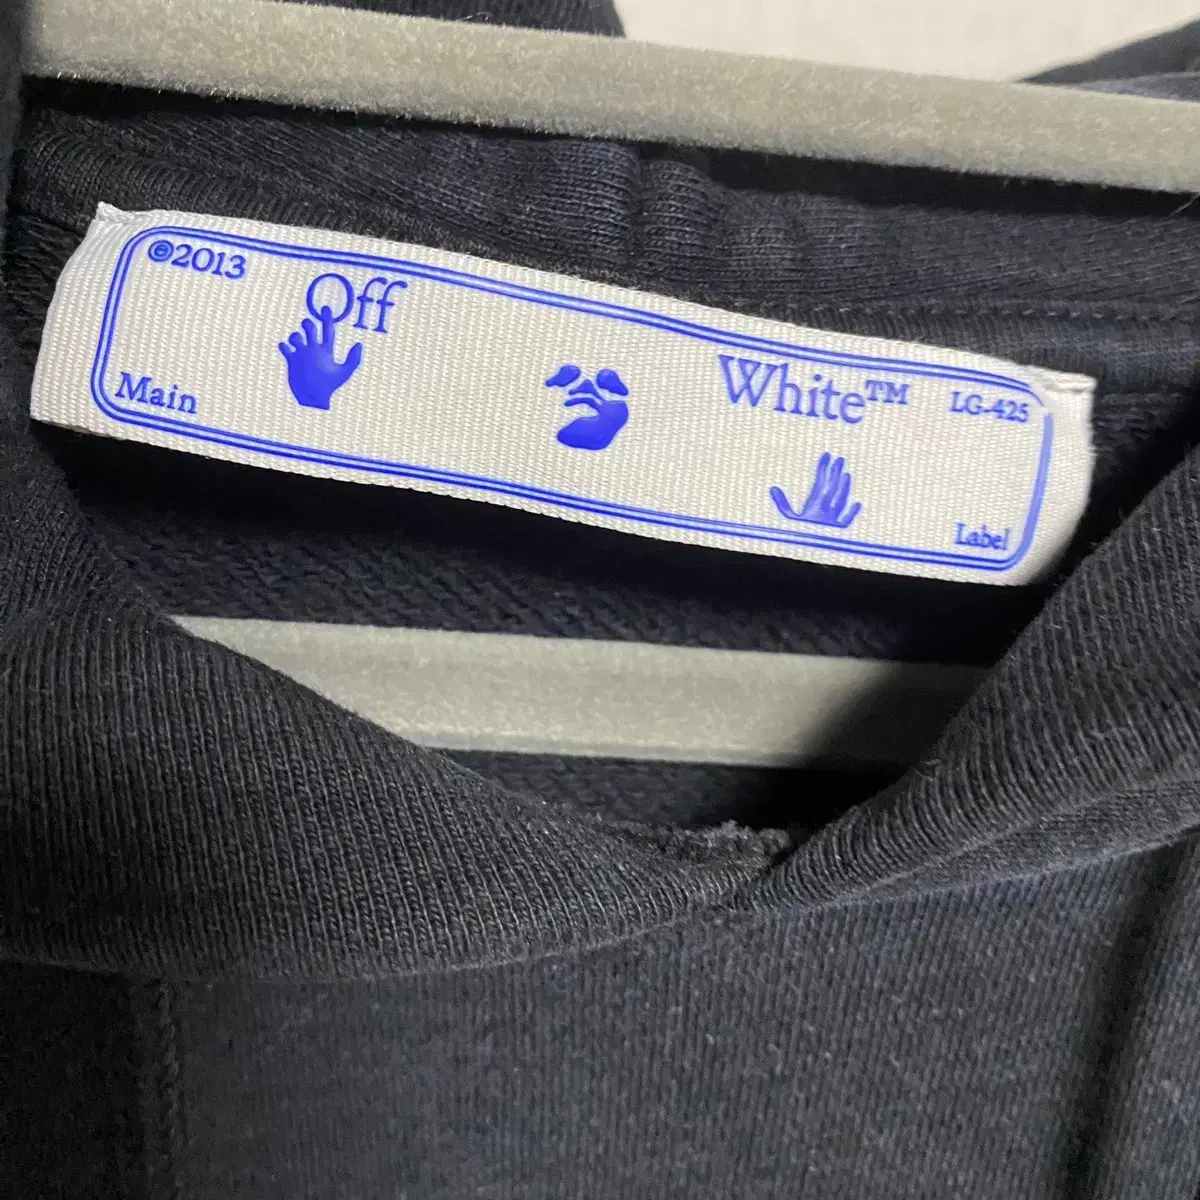 ©2013
Off
White™
LG-425
Main
Label